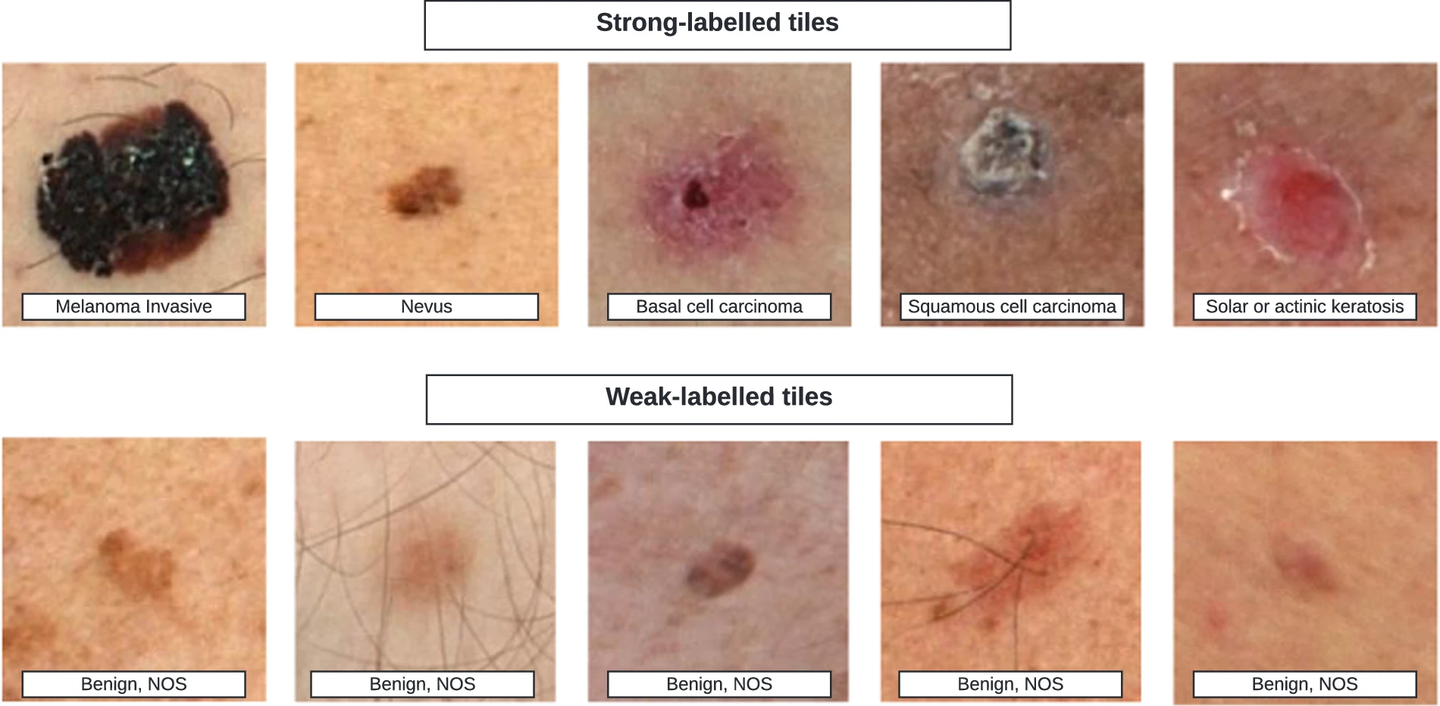 Strong-labelled tiles
Melanoma Invasive
Nevus
Basal cell carcinoma
Squamous cell carcinoma
Solar or actinic keratosis
Weak-labelled tiles
Benign, NOS
Benign, NOS
Benign, NOS
Benign, NOS
Benign, NOS